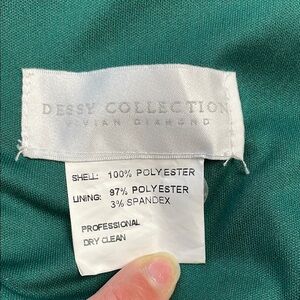 DESSY COLLECTION
VIVIAN DIAMOND
SHELL: 100% POLYESTER
LINING: 97% POLYESTER
3% SPANDEX
PROFESSIONAL
DRY CLEAN